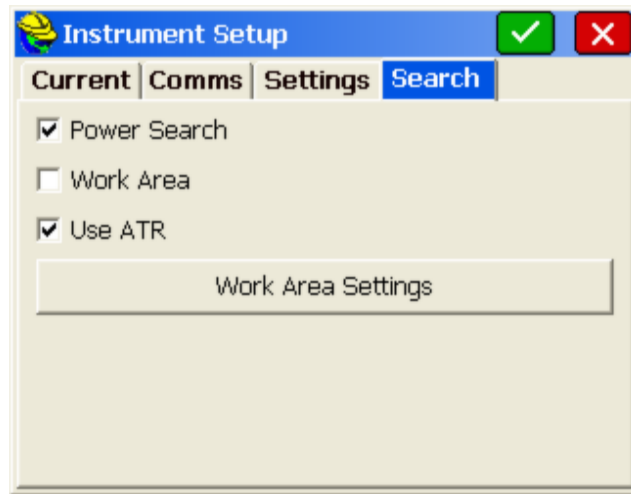 Instrument Setup
Current Comms Settings Search
Power Search
Work Area
Use ATR
Work Area Settings